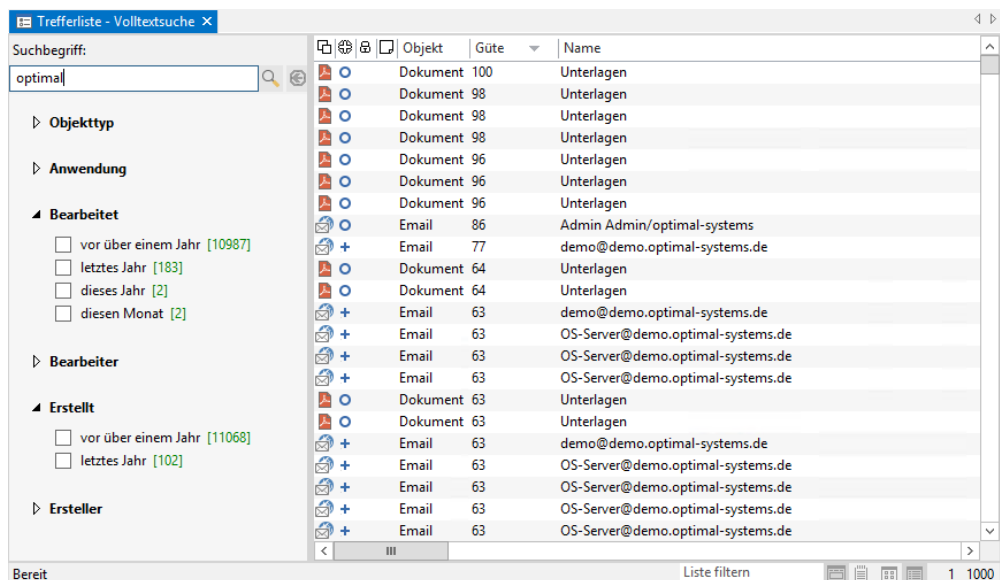 Trefferliste - Volltextsuche
Suchbegriff:
optimal
Objekttyp
Anwendung
Bearbeitet
vor über einem Jahr [10987]
letztes Jahr [183]
dieses Jahr [2]
diesen Monat [2]
Bearbeiter
Erstellt
vor über einem Jahr [11068]
letztes Jahr [102]
Ersteller
Objekt Güte Name
Dokument 100 Unterlagen
Dokument 98 Unterlagen
Dokument 98 Unterlagen
Dokument 98 Unterlagen
Dokument 96 Unterlagen
Dokument 96 Unterlagen
Dokument 96 Unterlagen
Email 86 Admin Admin/optimal-systems
Email 77 demo@demo.optimal-systems.de
Dokument 64 Unterlagen
Dokument 64 Unterlagen
Email 63 demo@demo.optimal-systems.de
Email 63 OS-Server@demo.optimal-systems.de
Email 63 OS-Server@demo.optimal-systems.de
Email 63 OS-Server@demo.optimal-systems.de
Dokument 63 Unterlagen
Dokument 63 Unterlagen
Email 63 demo@demo.optimal-systems.de
Email 63 OS-Server@demo.optimal-systems.de
Email 63 OS-Server@demo.optimal-systems.de
Email 63 OS-Server@demo.optimal-systems.de
Email 63 OS-Server@demo.optimal-systems.de
Bereit Liste filtern 1 1000